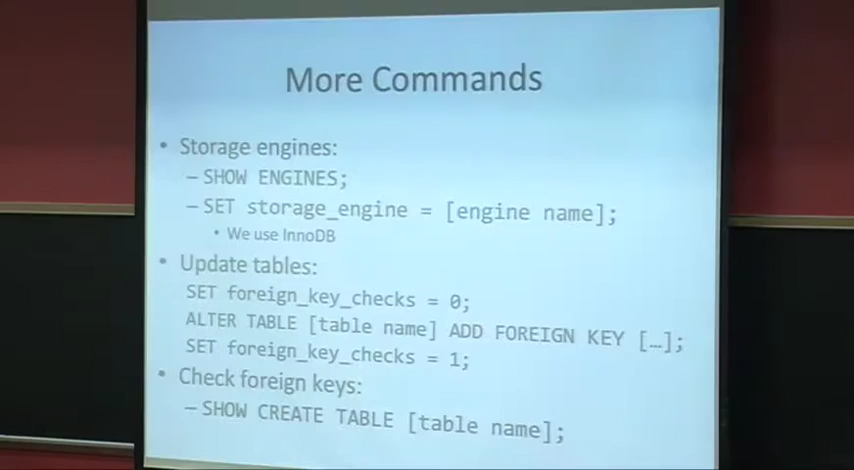 More Commands
• Storage engines:
– SHOW ENGINES;
– SET storage_engine = [engine name];
• We use InnoDB
• Update tables:
SET foreign_key_checks = 0;
ALTER TABLE [table name] ADD FOREIGN KEY […];
SET foreign_key_checks = 1;
• Check foreign keys:
– SHOW CREATE TABLE [table name];